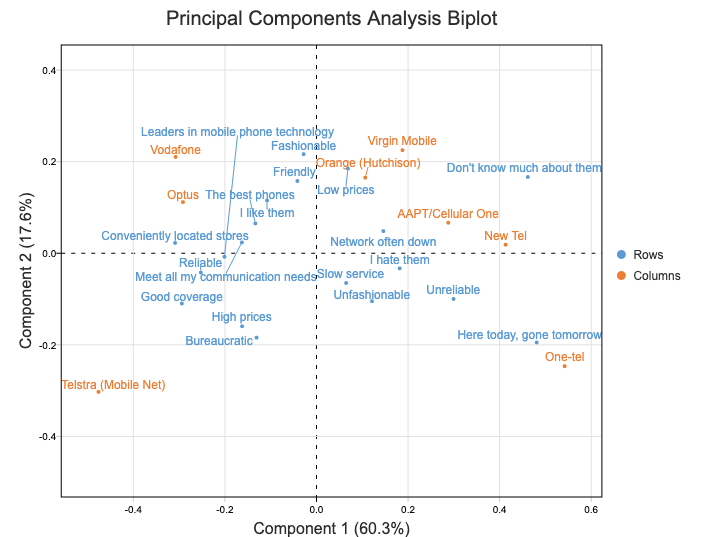 Principal Components Analysis Biplot
0.4
Leaders in mobile phone technology
Virgin Mobile
Vodafone
Fashionable
0.2
Orange (Hutchison)
Friendly
Don't know much about them
Optus
The best phones
Low prices
I like them
AAPT/Cellular One
Conveniently located stores
Network often down
New Tel
0.0
Reliable
I hate them
Meet all my communication needs
Slow service
Good coverage
Unfashionable
Unreliable
High prices
Bureaucratic
Here today, gone tomorrow
-0.2
One-tel
Telstra (Mobile Net)
-0.4
-0.4
-0.2
0.0
0.2
0.4
0.6
Component 1 (60.3%)
Component 2 (17.6%)
Rows
Columns